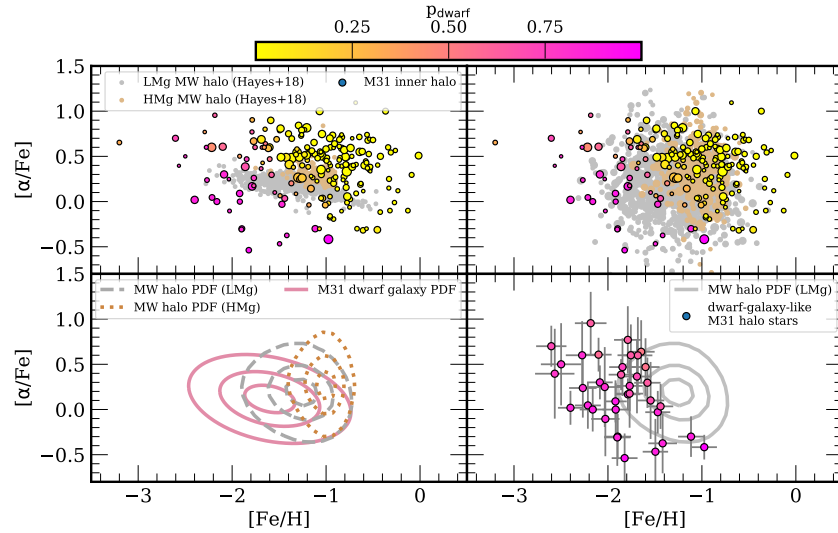 p_dwarf
0.25 0.50 0.75
LMg MW halo (Hayes+18)
HMg MW halo (Hayes+18)
M31 inner halo
1.5
1.0
0.5
0.0
−0.5
[α/Fe]
MW halo PDF (LMg)
MW halo PDF (HMg)
M31 dwarf galaxy PDF
MW halo PDF (LMg)
dwarf-galaxy-like
M31 halo stars
1.5
1.0
0.5
0.0
−0.5
[α/Fe]
−3 −2 −1 0
−3 −2 −1 0
[Fe/H]
[Fe/H]